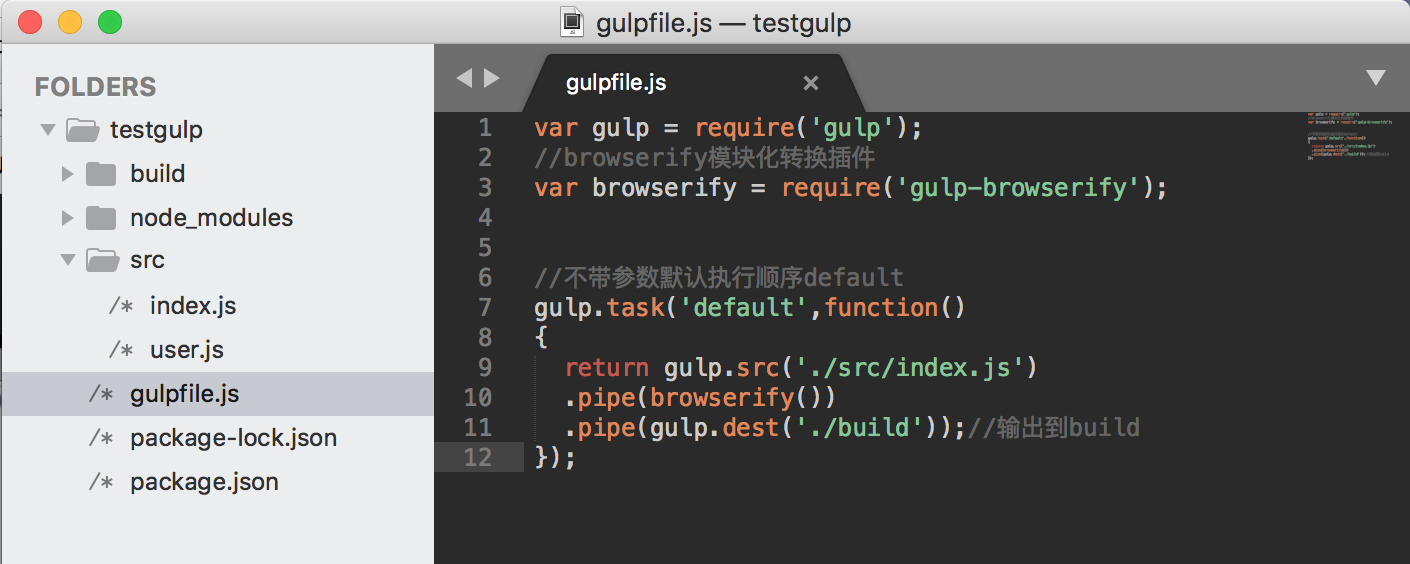 gulpfile.js — testgulp
FOLDERS
testgulp
build
node_modules
src
/* index.js
/* user.js
/* gulpfile.js
/* package-lock.json
/* package.json
gulpfile.js ×
1 var gulp = require('gulp');
2 //browserify模块化转换插件
3 var browserify = require('gulp-browserify');
4
5
6 //不带参数默认执行顺序default
7 gulp.task('default',function()
8 {
9 return gulp.src('./src/index.js')
10 .pipe(browserify())
11 .pipe(gulp.dest('./build'));//输出到build
12 });